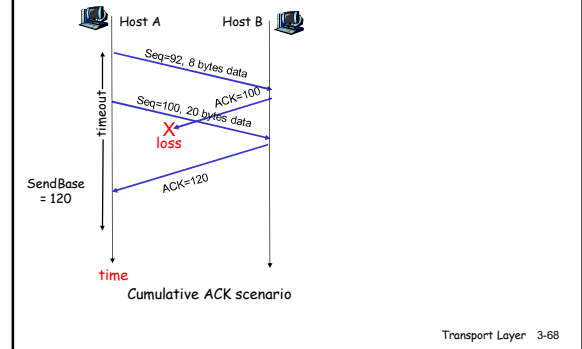 Host A
Host B
Seq=92, 8 bytes data
ACK=100
Seq=100, 20 bytes data
timeout
X
loss
ACK=120
SendBase
= 120
time
Cumulative ACK scenario
Transport Layer 3-68